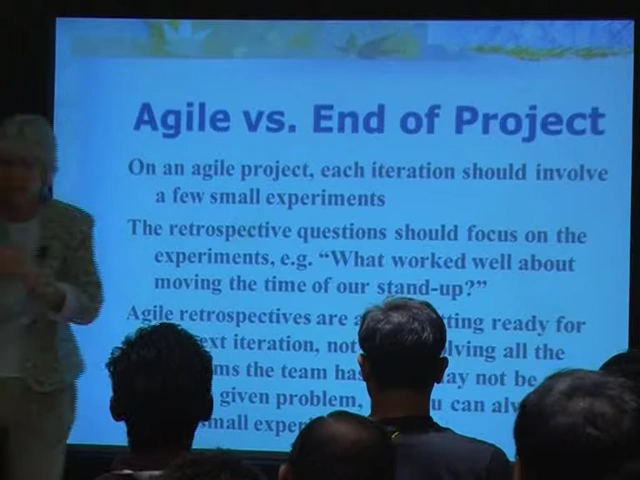 Agile vs. End of Project
On an agile project, each iteration should involve
a few small experiments
The retrospective questions should focus on the
experiments, e.g. “What worked well about
moving the time of our stand-up?”
Agile retrospectives are ting ready for
ext iteration, not lving all the
ms the team has ay not be
given problem, u can alw
small exper